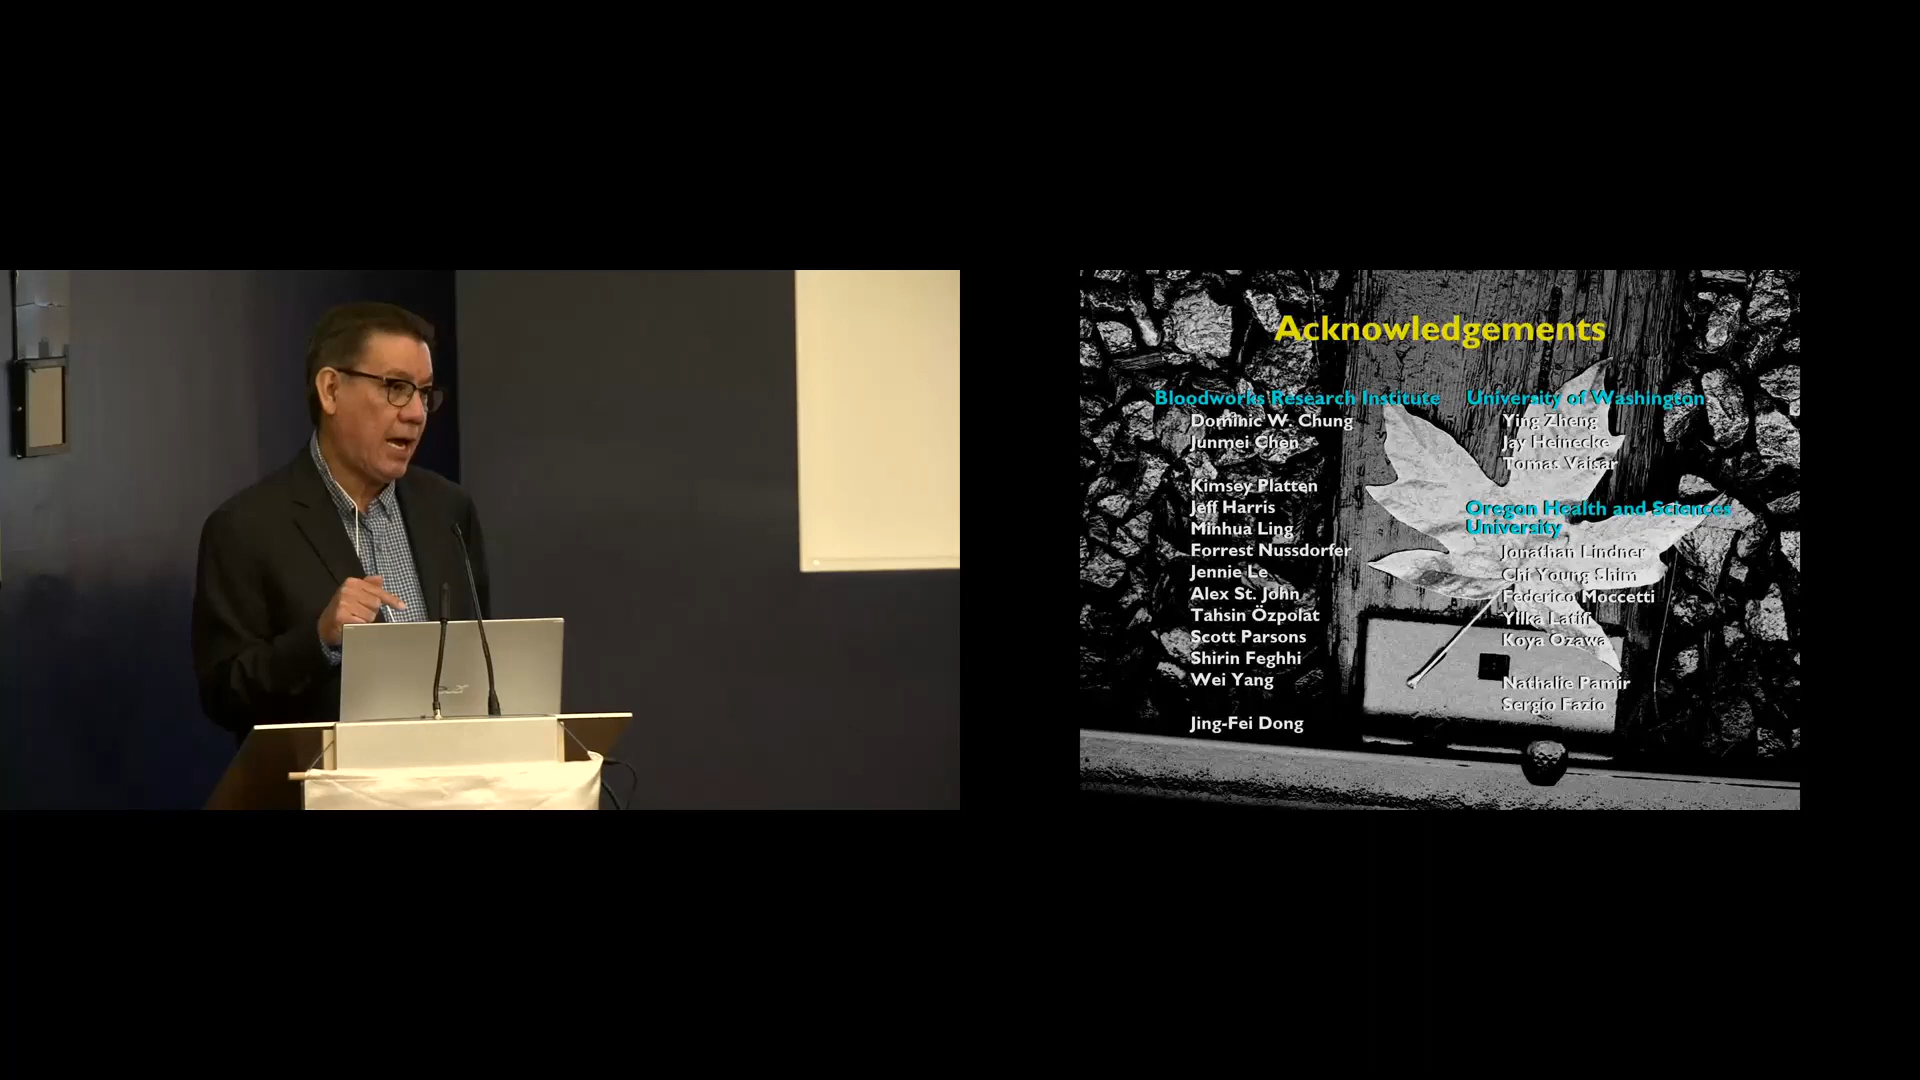 Acknowledgements
Bloodworks Research Institute
Dominic W. Chung
Junmei Chen
Kimsey Platten
Jeff Harris
Minhua Ling
Forrest Nussdorfer
Jennie Le
Alex St. John
Tahsin Özpolat
Scott Parsons
Shirin Feghhi
Wei Yang
Jing-Fei Dong
University of Washington
Ying Zheng
Jay Heinecke
Tomas Vaisar
Oregon Health and Sciences
University
Jonathan Lindner
Chi Young Shim
Federico Moccetti
Yllka Latifi
Koya Ozawa
Nathalie Pamir
Sergio Fazio
acer